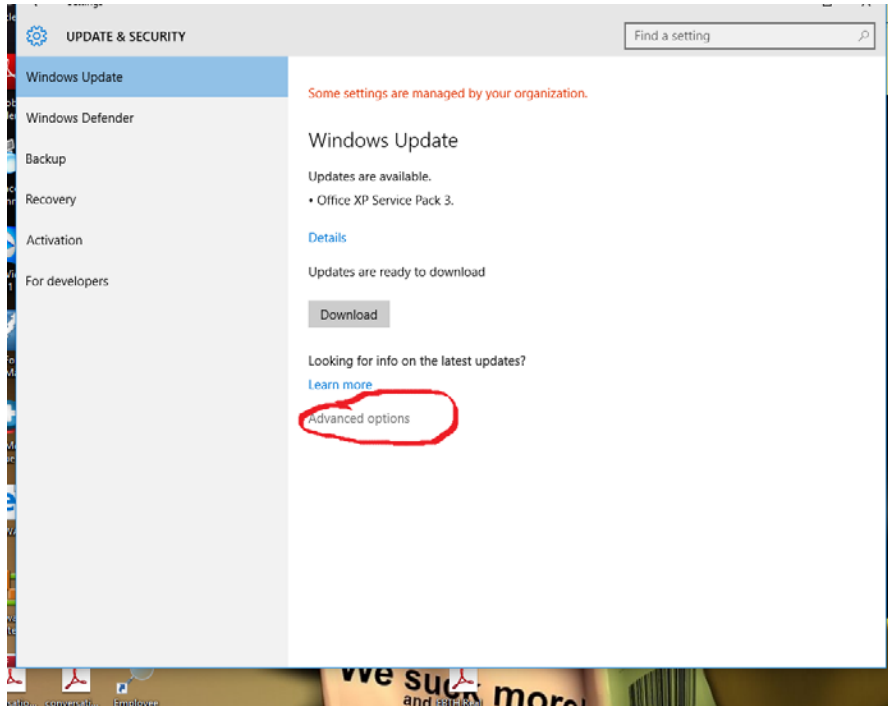 UPDATE & SECURITY
Find a setting
Windows Update
Windows Defender
Backup
Recovery
Activation
For developers
Some settings are managed by your organization.
Windows Update
Updates are available.
• Office XP Service Pack 3.
Details
Updates are ready to download
Download
Looking for info on the latest updates?
Learn more
Advanced options
We suck more!
and
Employee